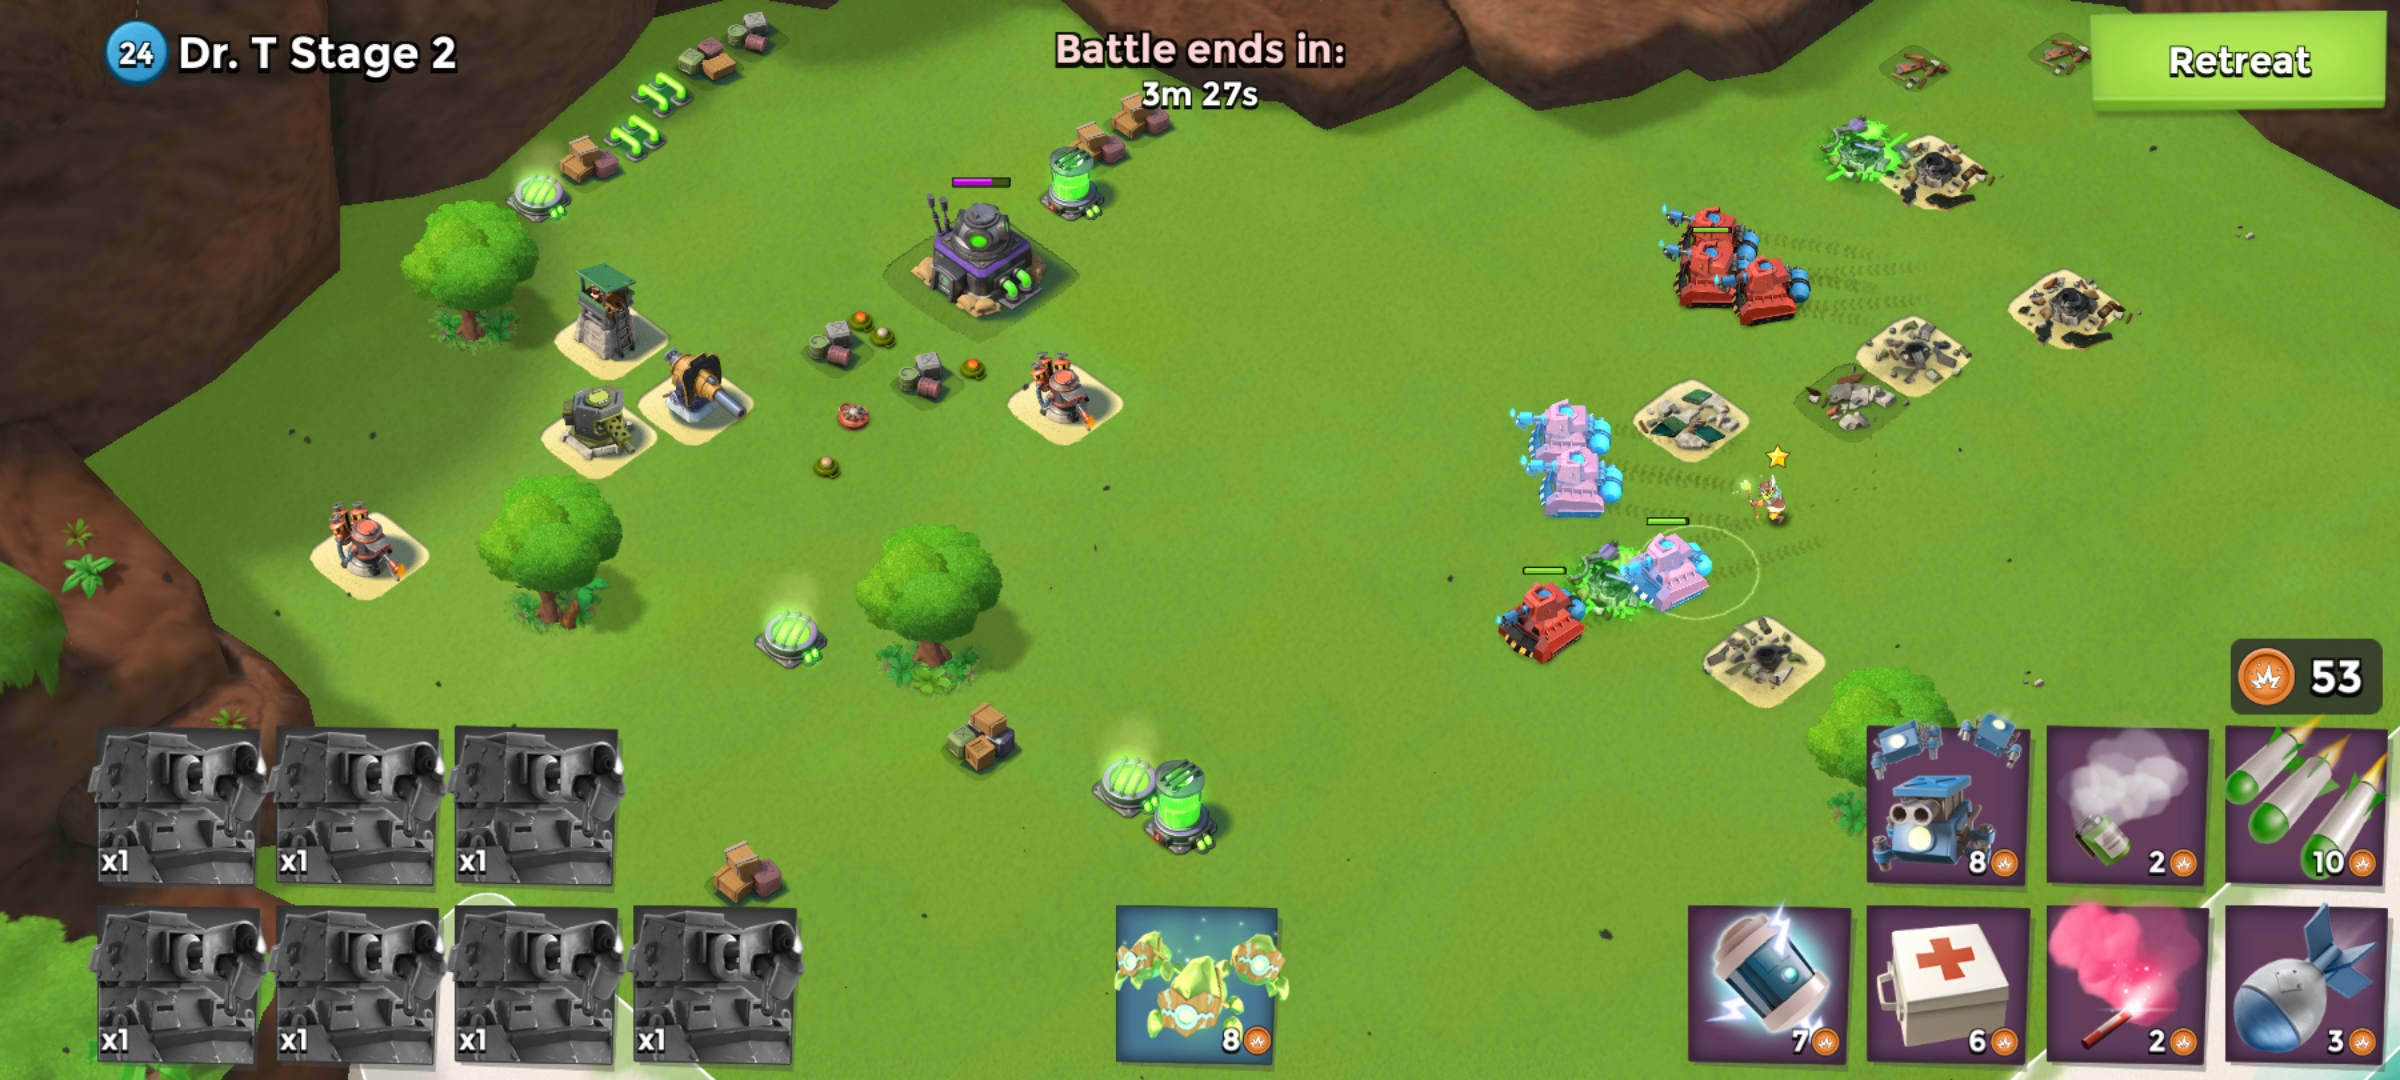 24 Dr. T Stage 2
Battle ends in:
3m 27s
Retreat
53
x1 x1 x1
8 2 10
x1 x1 x1 x1
8
7 6 2 3